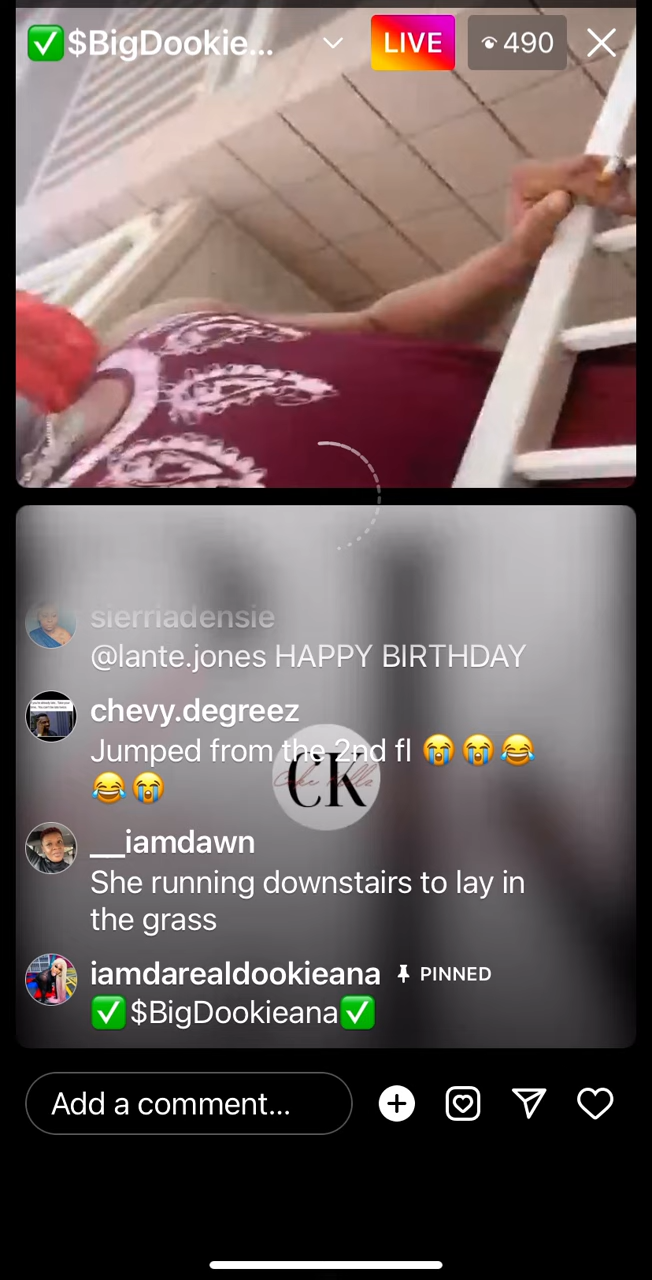 ✅$BigDookie...
LIVE
490
sierriadensie
@lante.jones HAPPY BIRTHDAY
chevy.degreez
Jumped from the 2nd fl 😭😭😂
😂😭
CK
__iamdawn
She running downstairs to lay in
the grass
iamdarealdookieana PINNED
✅$BigDookieana✅
Add a comment...